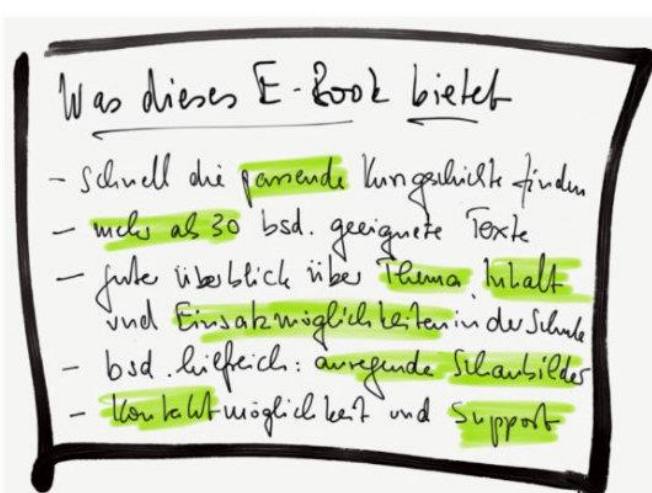 Was dieses E-Book bietet
- schnell die passende Kurzgeschichte finden
- mehr als 30 bsd. geeignete Texte
- guter Überblick über Thema Inhalt
und Einsatzmöglichkeiten in der Schule
- bsd. hilfreich: anregende Schaubilder
- Kontaktmöglichkeit und Support